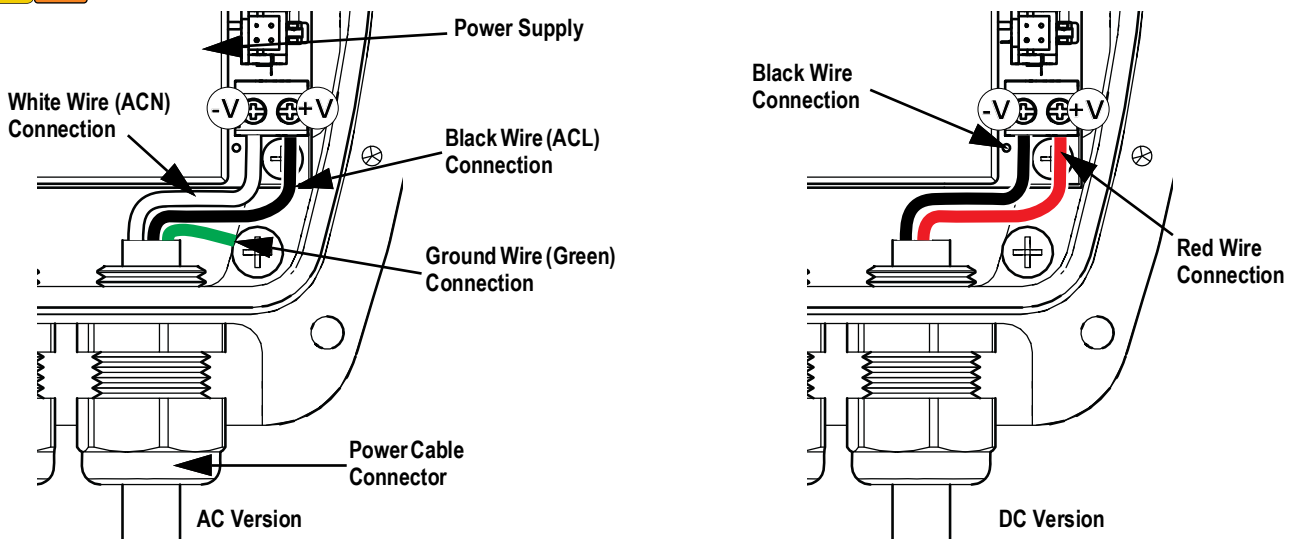 Power Supply
White Wire (ACN)
Connection
-V
+V
Black Wire (ACL)
Connection
Ground Wire (Green)
Connection
Power Cable
Connector
AC Version
Black Wire
Connection
-V
+V
Red Wire
Connection
DC Version